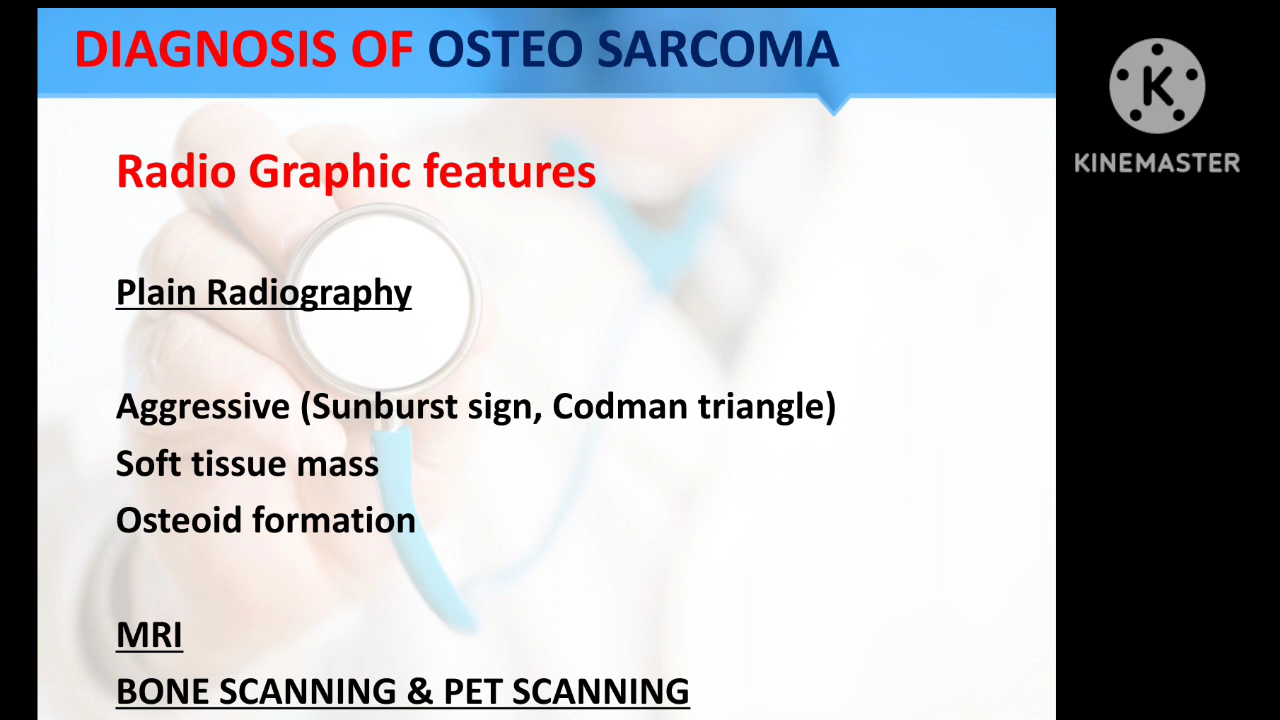 DIAGNOSIS OF OSTEO SARCOMA
Radio Graphic features
Plain Radiography
Aggressive (Sunburst sign, Codman triangle)
Soft tissue mass
Osteoid formation
MRI
BONE SCANNING & PET SCANNING
K
KINEMASTER